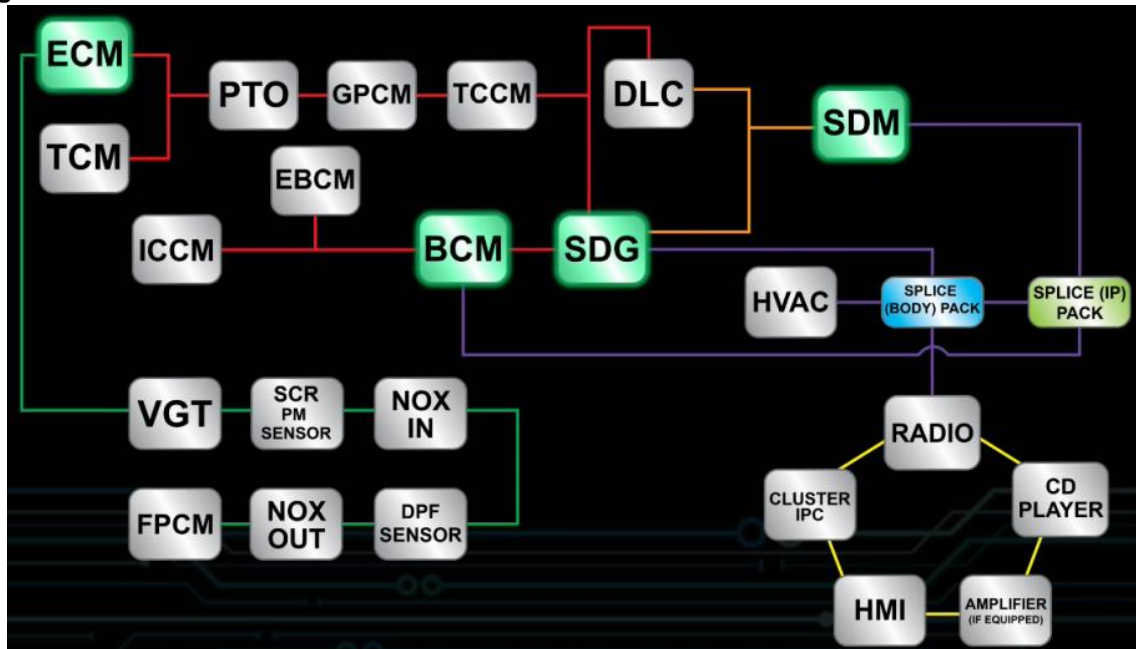 ECM
PTO
GPCM
TCCM
DLC
SDM
TCM
EBCM
ICCM
BCM
SDG
HVAC
SPLICE
(BODY) PACK
SPLICE (IP)
PACK
VGT
SCR
PM
SENSOR
NOX
IN
RADIO
FPCM
NOX
OUT
DPF
SENSOR
CLUSTER
IPC
CD
PLAYER
HMI
AMPLIFIER
(IF EQUIPPED)